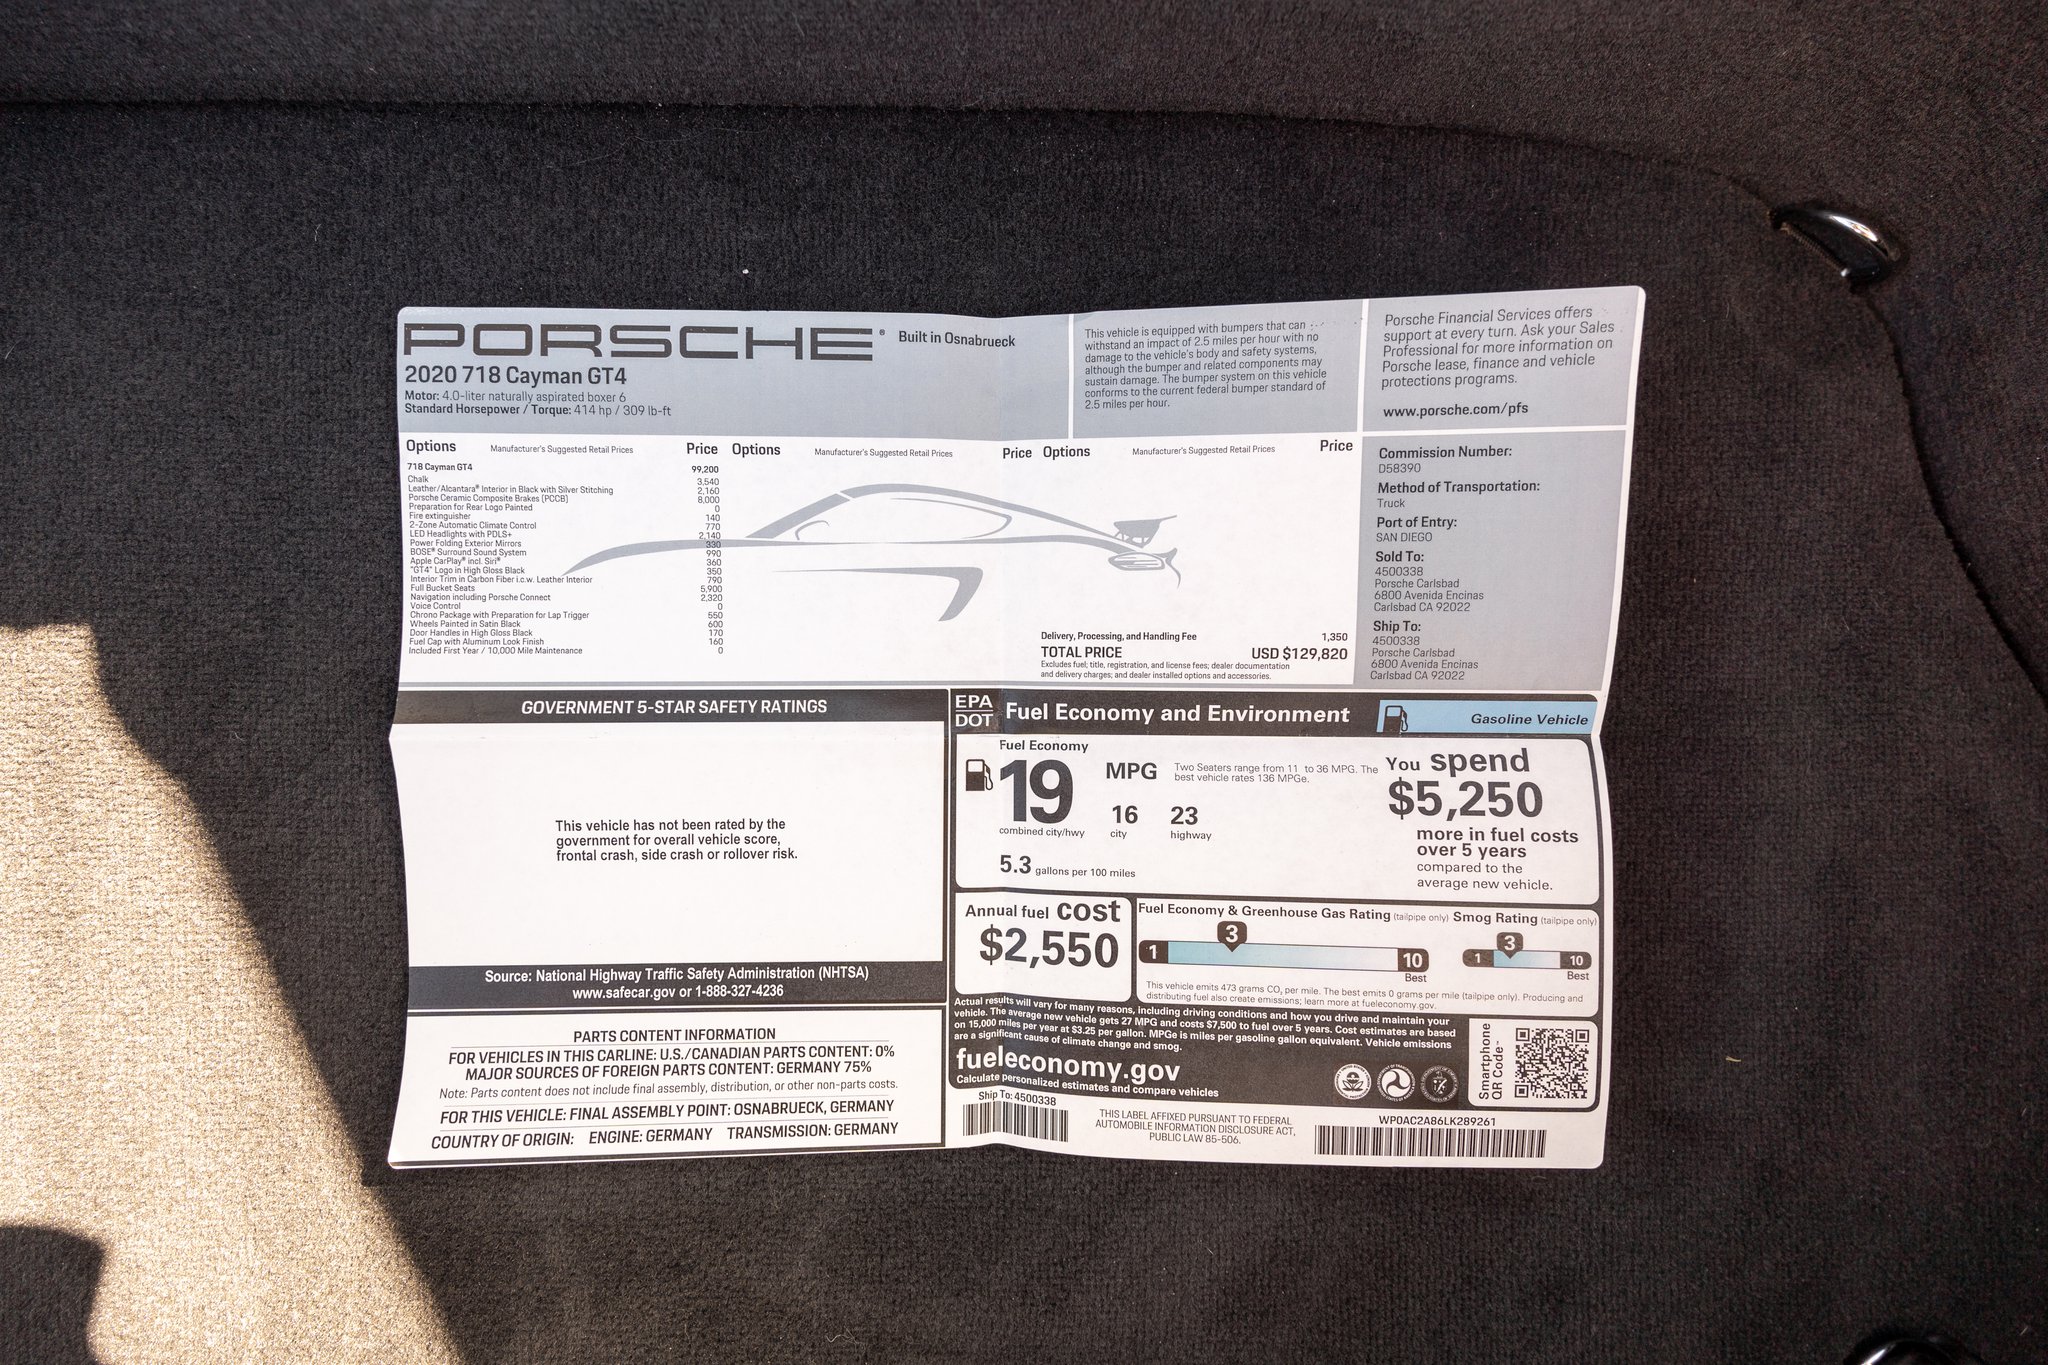 PORSCHE® Built in Osnabrueck
2020 718 Cayman GT4
Motor: 4.0-liter naturally aspirated boxer 6
Standard Horsepower / Torque: 414 hp / 309 lb-ft
This vehicle is equipped with bumpers that can
withstand an impact of 2.5 miles per hour with no
damage to the vehicle's body and safety systems,
although the bumper and related components may
sustain damage. The bumper system on this vehicle
conforms to the current federal bumper standard of
2.5 miles per hour.
Porsche Financial Services offers
support at every turn. Ask your Sales
Professional for more information on
Porsche lease, finance and vehicle
protections programs.
www.porsche.com/pfs
Options Manufacturer's Suggested Retail Prices Price Options Manufacturer's Suggested Retail Prices Price Options Manufacturer's Suggested Retail Prices Price
718 Cayman GT4 99,200
Chalk 3,540
Leather/Alcantara® Interior in Black with Silver Stitching 2,160
Porsche Ceramic Composite Brakes (PCCB) 8,000
Preparation for Rear Logo Painted 0
Fire extinguisher 140
2-Zone Automatic Climate Control 770
LED Headlights with PDLS+ 2,140
Power Folding Exterior Mirrors 330
BOSE® Surround Sound System 990
Apple CarPlay® incl. Siri® 360
"GT4" Logo in High Gloss Black 350
Interior Trim in Carbon Fiber i.c.w. Leather Interior 790
Full Bucket Seats 5,900
Navigation including Porsche Connect 2,320
Voice Control 0
Chrono Package with Preparation for Lap Trigger 550
Wheels Painted in Satin Black 600
Door Handles in High Gloss Black 170
Fuel Cap with Aluminum Look Finish 160
Included First Year / 10,000 Mile Maintenance 0
Delivery, Processing, and Handling Fee 1,350
TOTAL PRICE USD $129,820
Excludes fuel; title, registration, and license fees; dealer documentation
and delivery charges; and dealer installed options and accessories.
Commission Number:
D58390
Method of Transportation:
Truck
Port of Entry:
SAN DIEGO
Sold To:
4500338
Porsche Carlsbad
6800 Avenida Encinas
Carlsbad CA 92022
Ship To:
4500338
Porsche Carlsbad
6800 Avenida Encinas
Carlsbad CA 92022
GOVERNMENT 5-STAR SAFETY RATINGS
This vehicle has not been rated by the
government for overall vehicle score,
frontal crash, side crash or rollover risk.
Source: National Highway Traffic Safety Administration (NHTSA)
www.safecar.gov or 1-888-327-4236
PARTS CONTENT INFORMATION
FOR VEHICLES IN THIS CARLINE: U.S./CANADIAN PARTS CONTENT: 0%
MAJOR SOURCES OF FOREIGN PARTS CONTENT: GERMANY 75%
Note: Parts content does not include final assembly, distribution, or other non-parts costs.
FOR THIS VEHICLE: FINAL ASSEMBLY POINT: OSNABRUECK, GERMANY
COUNTRY OF ORIGIN: ENGINE: GERMANY TRANSMISSION: GERMANY
EPA
DOT
Fuel Economy and Environment
Gasoline Vehicle
Fuel Economy
19 MPG
combined city/hwy
16
city
23
highway
Two Seaters range from 11 to 36 MPG. The
best vehicle rates 136 MPGe.
5.3 gallons per 100 miles
You spend
$5,250
more in fuel costs
over 5 years
compared to the
average new vehicle.
Annual fuel cost
$2,550
Fuel Economy & Greenhouse Gas Rating (tailpipe only) Smog Rating (tailpipe only)
1 3 10
Best
1 3 10
Best
This vehicle emits 473 grams CO2 per mile. The best emits 0 grams per mile (tailpipe only). Producing and
distributing fuel also create emissions; learn more at fueleconomy.gov.
Actual results will vary for many reasons, including driving conditions and how you drive and maintain your
vehicle. The average new vehicle gets 27 MPG and costs $7,500 to fuel over 5 years. Cost estimates are based
on 15,000 miles per year at $3.25 per gallon. MPGe is miles per gasoline gallon equivalent. Vehicle emissions
are a significant cause of climate change and smog.
fueleconomy.gov
Calculate personalized estimates and compare vehicles
Smartphone
QR Code™
Ship To: 4500338
THIS LABEL AFFIXED PURSUANT TO FEDERAL
AUTOMOBILE INFORMATION DISCLOSURE ACT,
PUBLIC LAW 85-506.
WP0AC2A86LK289261